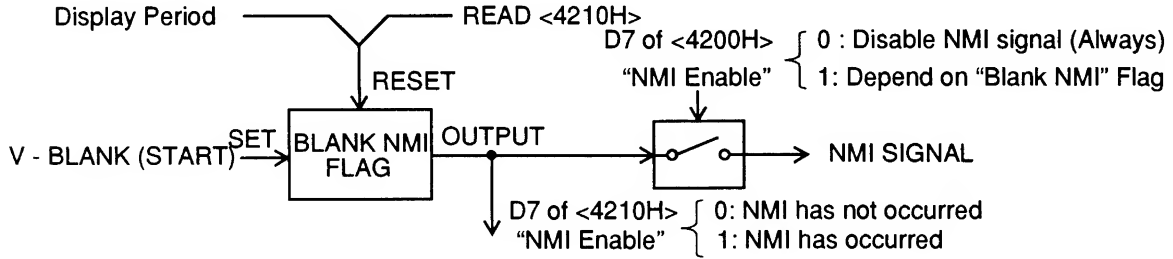 Display Period
READ <4210H>
RESET
D7 of <4200H>
“NMI Enable”
0 : Disable NMI signal (Always)
1: Depend on “Blank NMI” Flag
V - BLANK (START)
SET
BLANK NMI
FLAG
OUTPUT
NMI SIGNAL
D7 of <4210H>
“NMI Enable”
0: NMI has not occurred
1: NMI has occurred